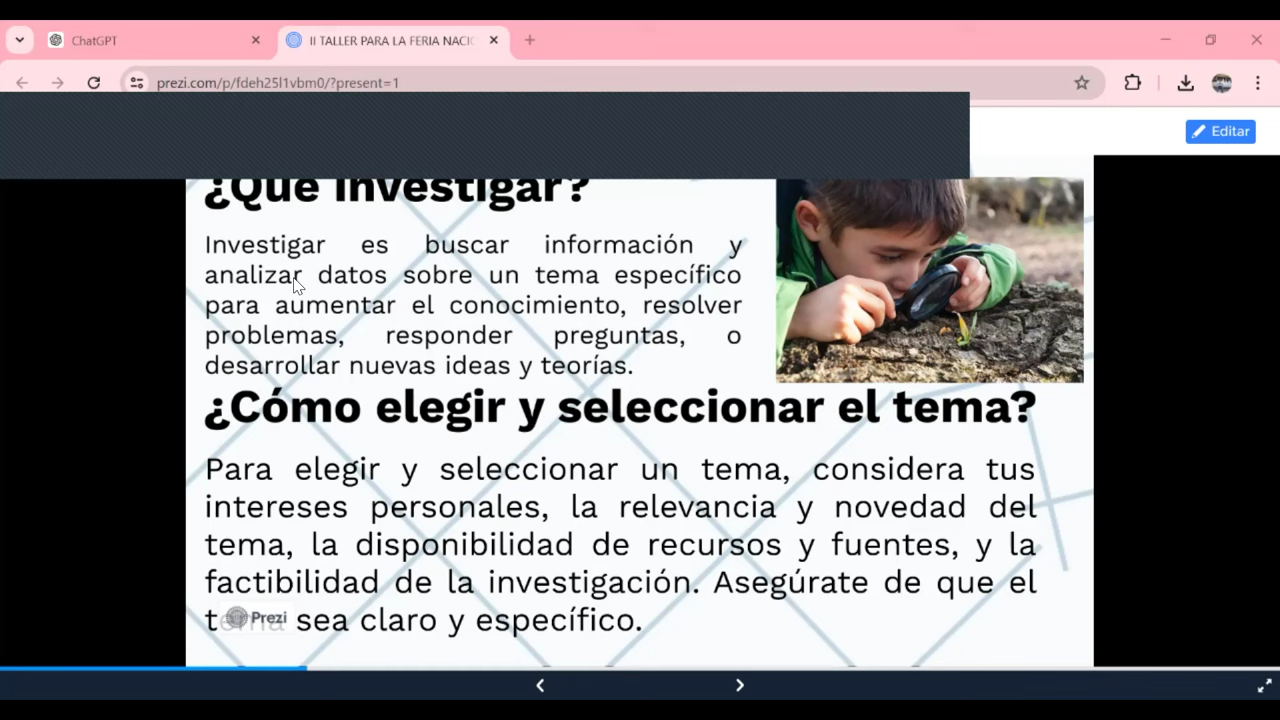 ChatGPT
II TALLER PARA LA FERIA NACIO
prezi.com/p/fdeh25l1vbm0/?present=1
Editar
¿Qué investigar?
Investigar es buscar información y
analizar datos sobre un tema específico
para aumentar el conocimiento, resolver
problemas, responder preguntas, o
desarrollar nuevas ideas y teorías.
¿Cómo elegir y seleccionar el tema?
Para elegir y seleccionar un tema, considera tus
intereses personales, la relevancia y novedad del
tema, la disponibilidad de recursos y fuentes, y la
factibilidad de la investigación. Asegúrate de que el
tema sea claro y específico.
Prezi